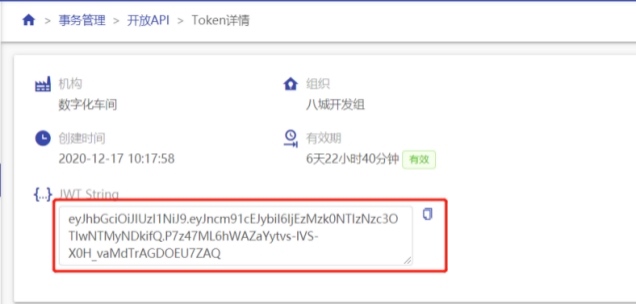 > 事务管理 > 开放API > Token详情
机构
数字化车间
组织
八城开发组
创建时间
2020-12-17 10:17:58
有效期
6天22小时40分钟 有效
{...} JWT String
eyJhbGciOiJIUzI1NiJ9.eyJncm91cEJybiI6IjEzMzk0NTIzNzc3O
TIwNTMyNDkifQ.P7z47ML6hWAZaYytvs-IVS-
X0H_vaMdTrAGDOEU7ZAQ